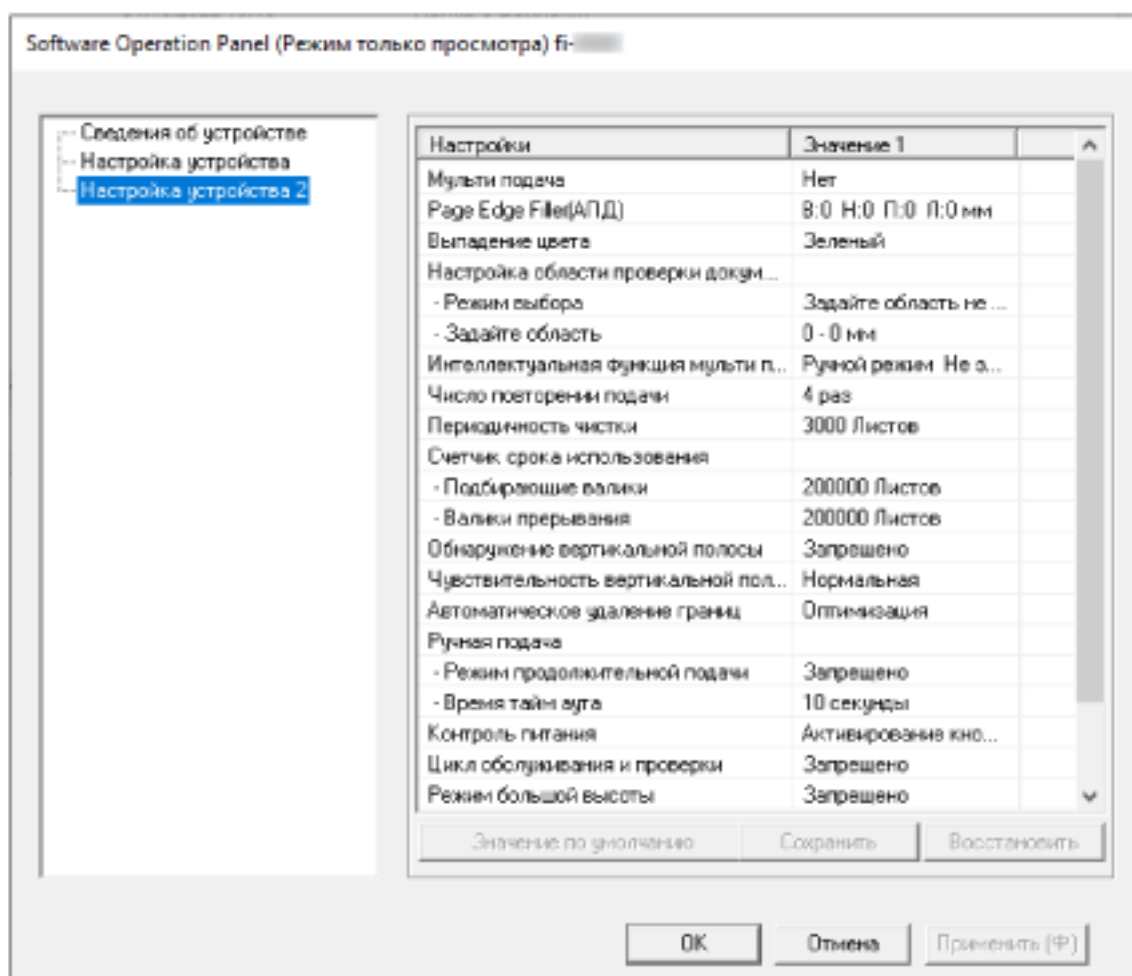 Software Operation Panel (Режим только просмотра) fi-
Сведения об устройстве
Настройка устройства
Настройка устройства 2
Настройки Значение 1
Мульти подача Нет
Page Edge Filler(АПД) В:0 Н:0 П:0 Л:0 мм
Выпадение цвета Зеленый
Настройка области проверки докум...
- Режим выбора Задайте область не ...
- Задайте область 0 - 0 мм
Интеллектуальная функция мульти п... Ручной режим Не з...
Число повторении подачи 4 раз
Периодичность чистки 3000 Листов
Счетчик срока использования
- Подбирающие валики 200000 Листов
- Валики прерывания 200000 Листов
Обнаружение вертикальной полосы Запрещено
Чувствительность вертикальной пол... Нормальная
Автоматическое удаление границ Оптимизация
Ручная подача
- Режим продолжительной подачи Запрещено
- Время тайм аута 10 секунды
Контроль питания Активирование кно...
Цикл обслуживания и проверки Запрещено
Режим большой высоты Запрещено
Значение по умолчанию Сохранить Восстановить
OK Отмена Применить (Ф)